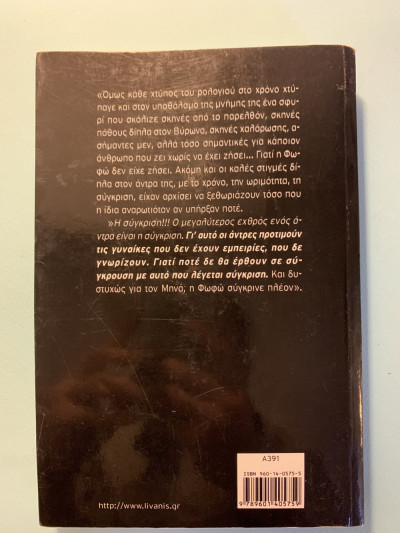 «Όμως κάθε χτύπος του ρολογιού στο χρόνο χτύ-
παγε και στον υποθάλαμο της μνήμης της ένα σφυ-
ρί που σκάλιζε σκηνές από το παρελθόν, σκηνές
πάθους δίπλα στον Βύρωνα, σκηνές χαλάρωσης, α-
σήμαντες μεν, αλλά τόσο σημαντικές για κάποιον
άνθρωπο που ζει χωρίς να έχει ζήσει... Γιατί η Φω-
φώ δεν είχε ζήσει. Ακόμη και οι καλές στιγμές δί-
πλα στον άντρα της, με το χρόνο, την ωριμότητα, τη
σύγκριση, είχαν αρχίσει να ξεθωριάζουν τόσο που
η ίδια αναρωτιόταν αν υπήρξαν ποτέ.
»Η σύγκριση!!! Ο μεγαλύτερος εχθρός ενός ά-
ντρα είναι η σύγκριση. Γι' αυτό οι άντρες προτιμούν
τις γυναίκες που δεν έχουν εμπειρίες, που δε
γνωρίζουν. Γιατί ποτέ δε θα έρθουν σε σύ-
γκρουση με αυτό που λέγεται σύγκριση. Και δυ-
στυχώς για τον Μηνά; η Φωφώ σύγκρινε πλέον».
A391
ISBN 960-14-0575-5
9 789601 405759
http://www.livanis.gr